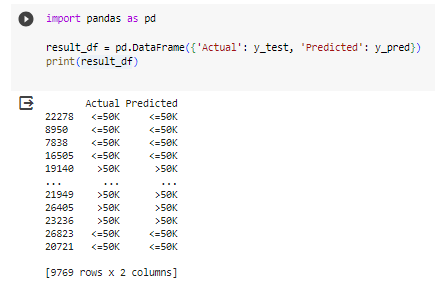 import pandas as pd
result_df = pd.DataFrame({'Actual': y_test, 'Predicted': y_pred})
print(result_df)
Actual Predicted
22278 <=50K <=50K
8950 <=50K <=50K
7838 <=50K <=50K
16505 <=50K <=50K
19140 >50K >50K
... ... ...
21949 >50K >50K
26405 >50K >50K
23236 >50K >50K
26823 <=50K <=50K
20721 <=50K <=50K
[9769 rows x 2 columns]